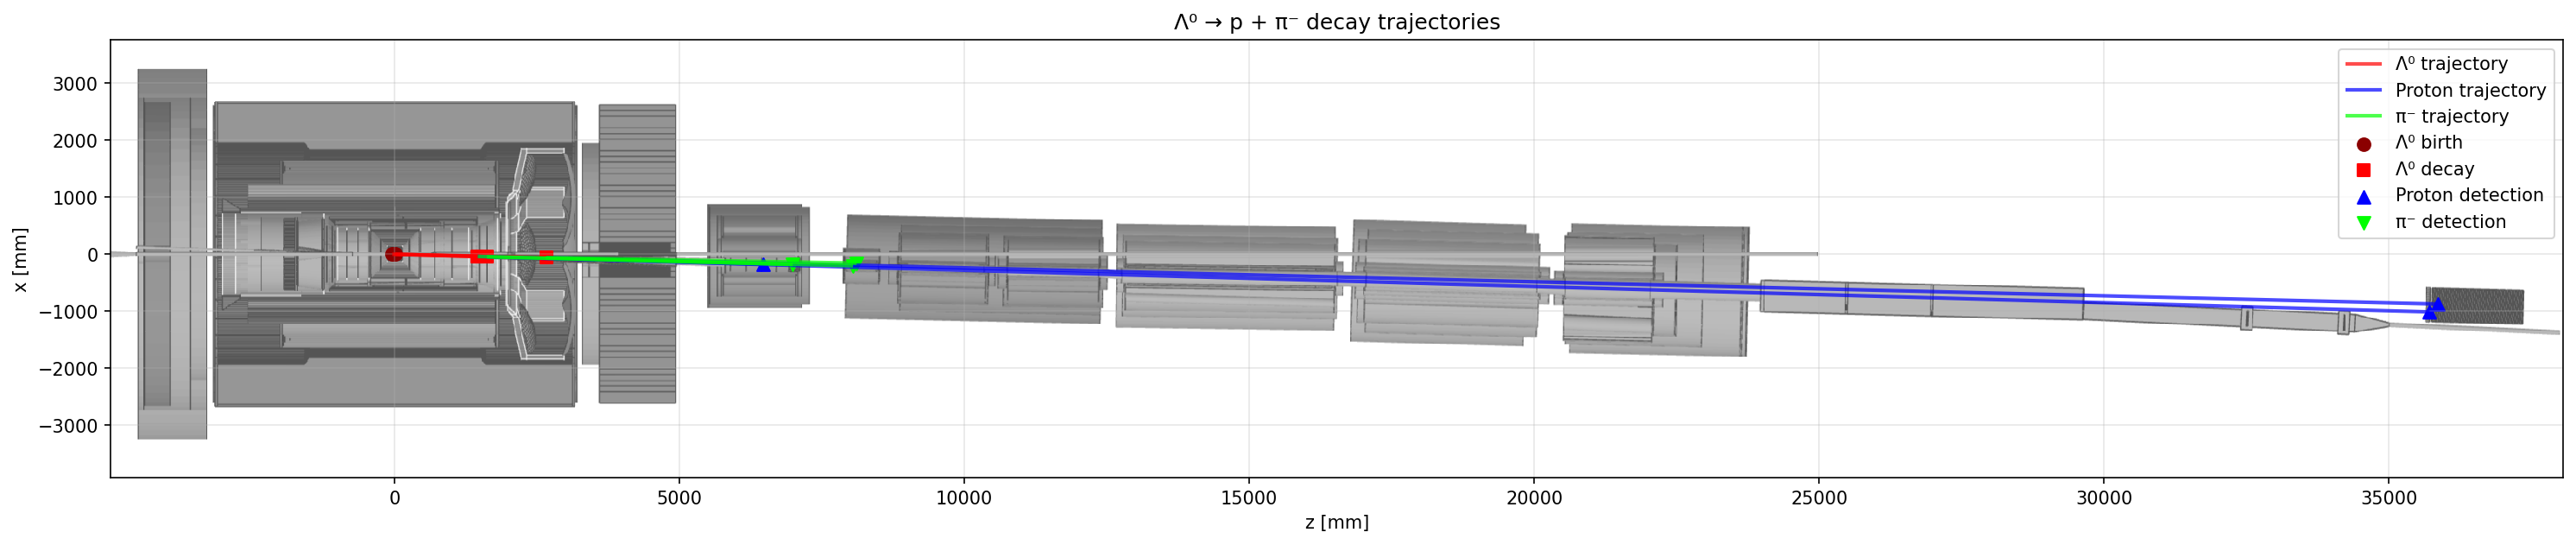 Λ⁰ → p + π⁻ decay trajectories
Λ⁰ trajectory
Proton trajectory
π⁻ trajectory
Λ⁰ birth
Λ⁰ decay
Proton detection
π⁻ detection
x [mm]
3000
2000
1000
0
−1000
−2000
−3000
0
5000
10000
15000
20000
25000
30000
35000
z [mm]